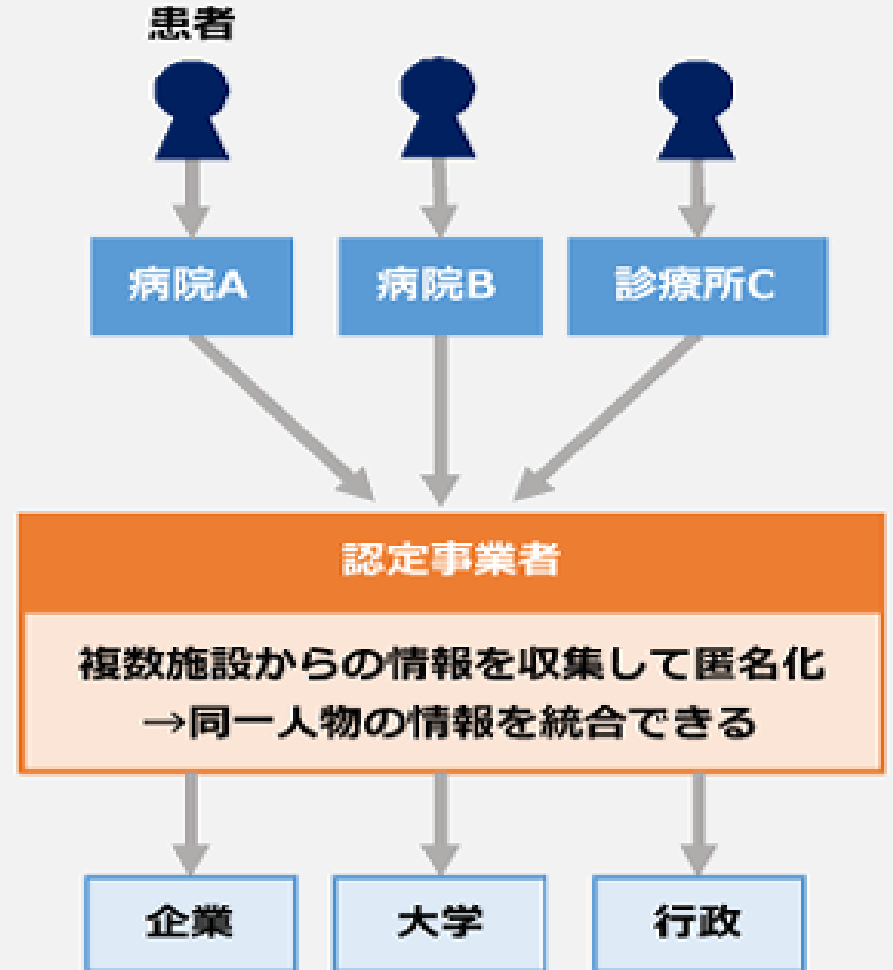 患者
病院A
病院B
診療所C
認定事業者
複数施設からの情報を収集して匿名化
→同一人物の情報を統合できる
企業
大学
行政